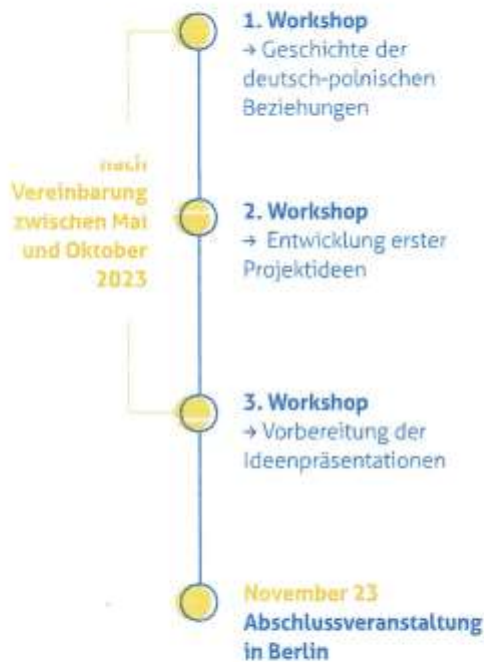 1. Workshop
→ Geschichte der
deutsch-polnischen
Beziehungen
nach
Vereinbarung
zwischen Mai
und Oktober
2023
2. Workshop
→ Entwicklung erster
Projektideen
3. Workshop
→ Vorbereitung der
Ideenpräsentationen
November 23
Abschlussveranstaltung
in Berlin